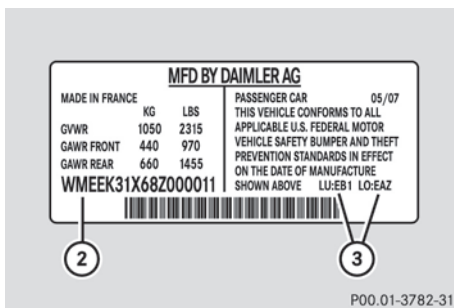 MFD BY DAIMLER AG
MADE IN FRANCE
KG LBS
GVWR 1050 2315
GAWR FRONT 440 970
GAWR REAR 660 1455
WMEEK31X68Z000011
PASSENGER CAR 05/07
THIS VEHICLE CONFORMS TO ALL
APPLICABLE U.S. FEDERAL MOTOR
VEHICLE SAFETY BUMPER AND THEFT
PREVENTION STANDARDS IN EFFECT
ON THE DATE OF MANUFACTURE
SHOWN ABOVE LU:EB1 LO:EAZ
2
3
P00.01-3782-31